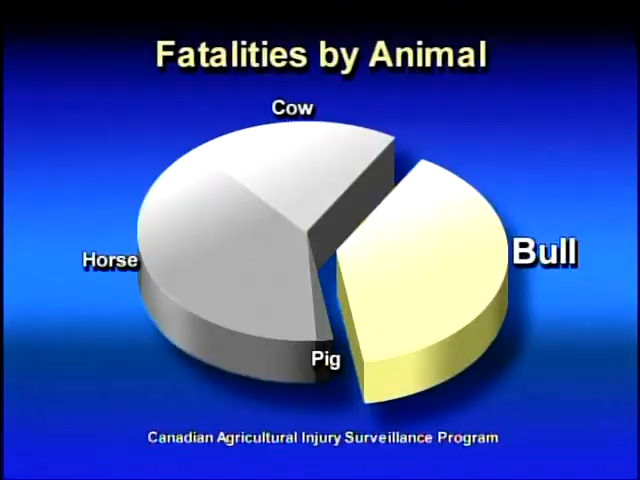 Fatalities by Animal
Cow
Horse
Bull
Pig
Canadian Agricultural Injury Surveillance Program